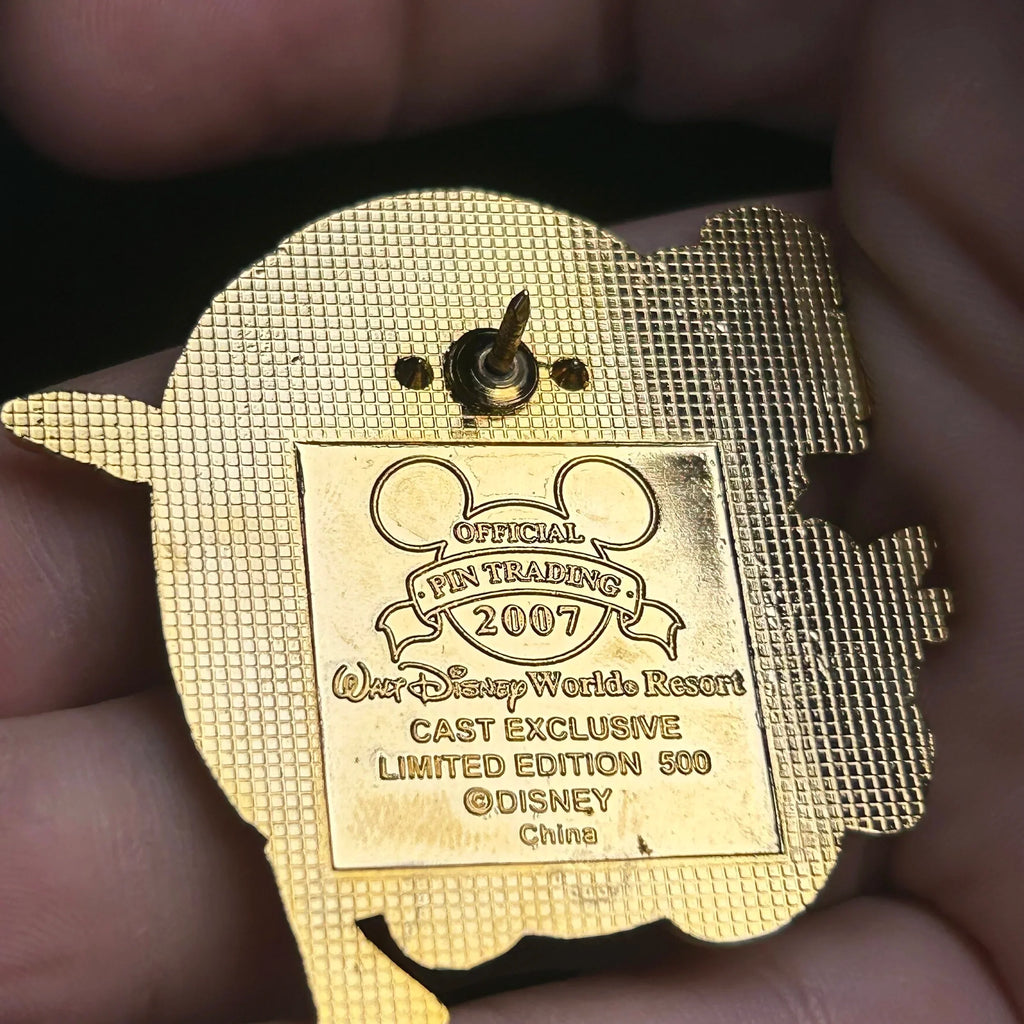 OFFICIAL
· PIN TRADING ·
2007
Walt Disney World® Resort
CAST EXCLUSIVE
LIMITED EDITION 500
©DISNEY
China